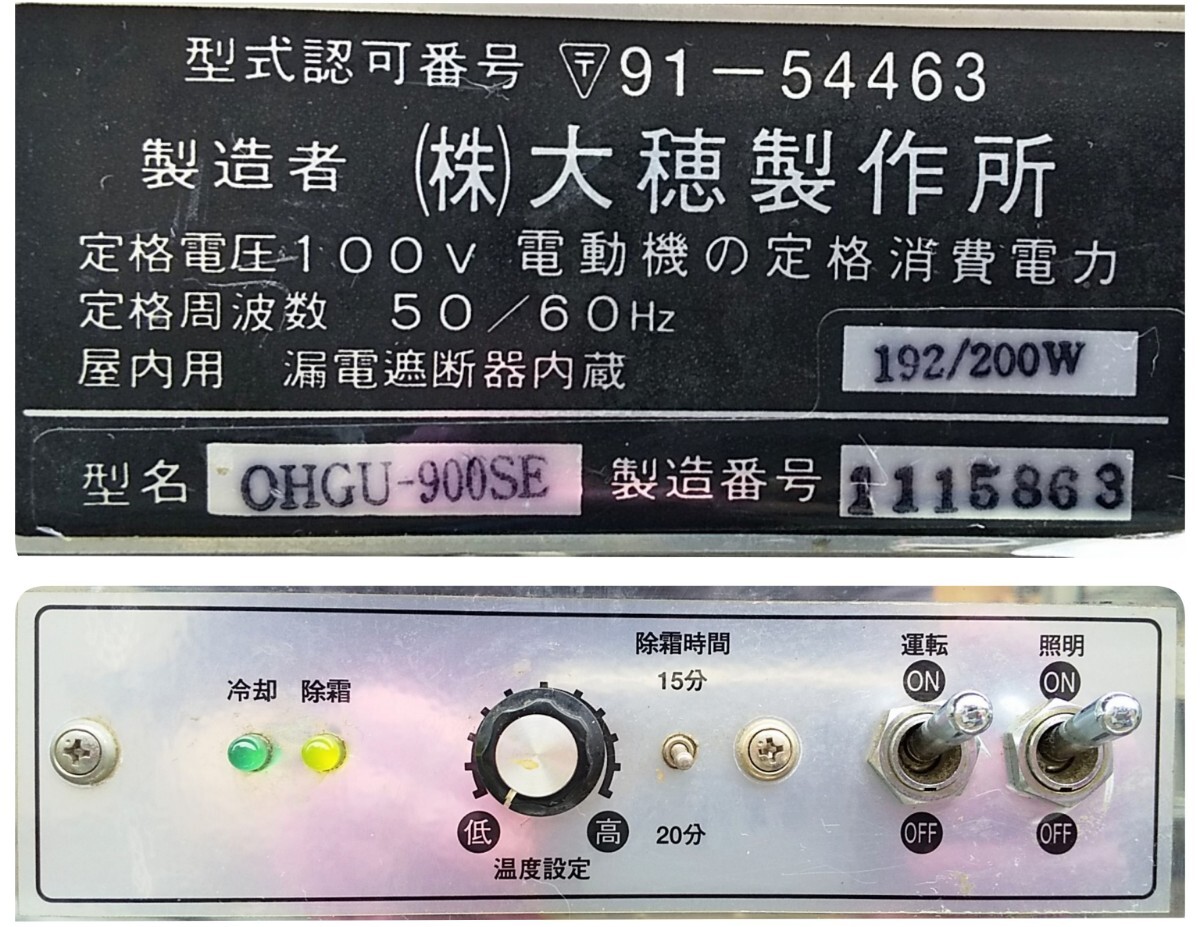 型式認可番号 〒91-54463
製造者 (株)大穂製作所
定格電圧100V 電動機の定格消費電力
定格周波数 50/60Hz
192/200W
屋内用 漏電遮断器内蔵
型名 OHGU-900SE 製造番号 1115863
冷却 除霜
低 高
温度設定
除霜時間
15分
20分
運転
ON
OFF
照明
ON
OFF